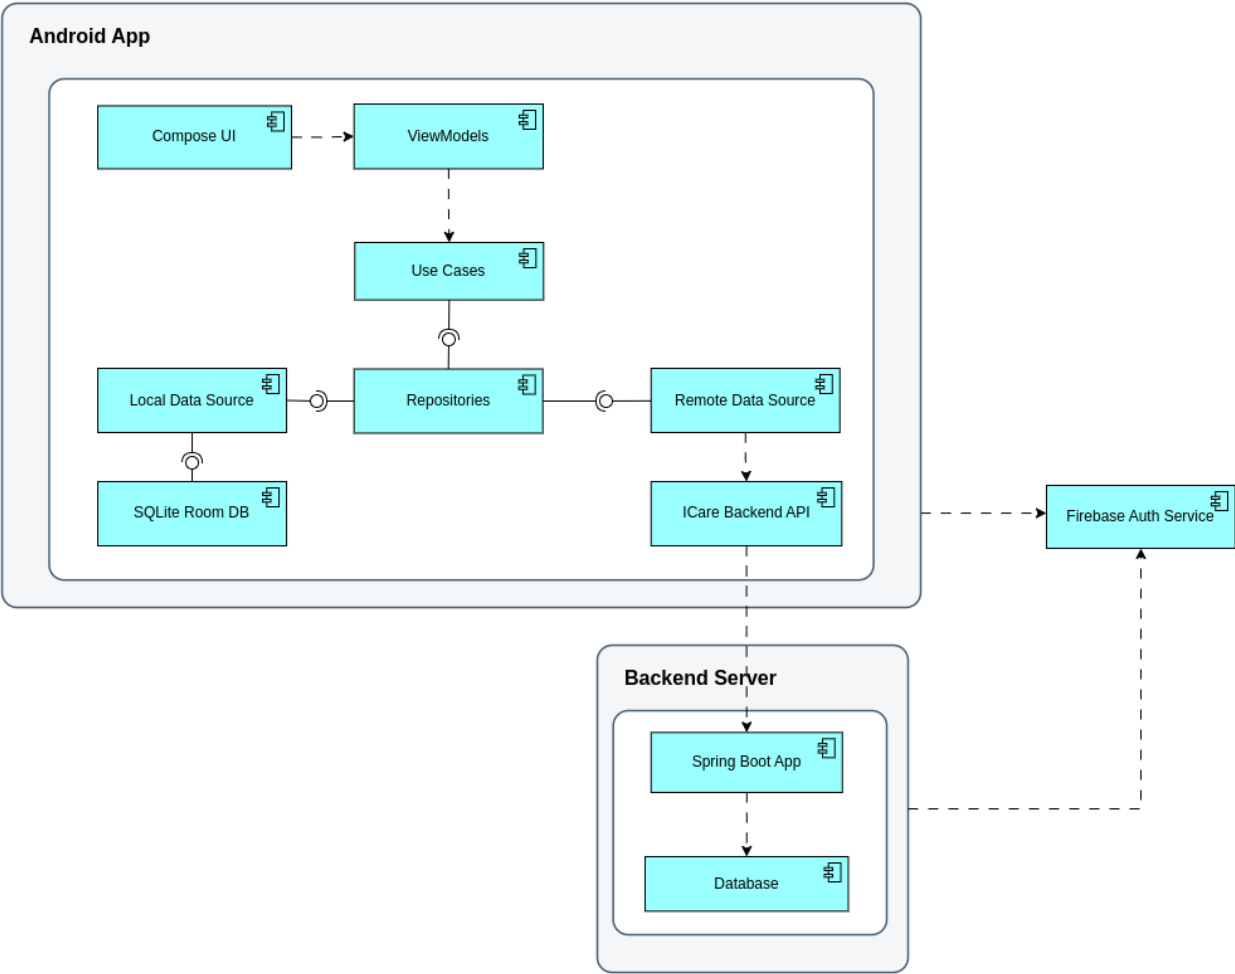 Android App
Compose UI
ViewModels
Use Cases
Local Data Source
Repositories
Remote Data Source
SQLite Room DB
ICare Backend API
Firebase Auth Service
Backend Server
Spring Boot App
Database